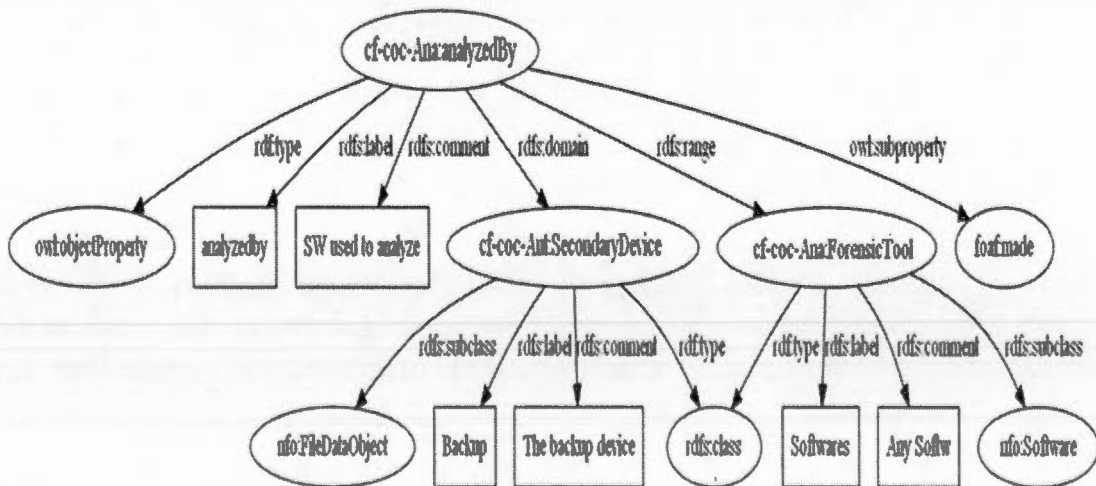 cf-coc-Ana:analyzedBy
rdf:type
rdfs:label
rdfs:comment
rdfs:domain
rdfs:range
owl:subproperty
owl:objectProperty
analyzedby
SW used to analyze
cf-coc-Aut:SecondaryDevice
cf-coc-Ana:ForensicTool
foaf:made
rdfs:subclass
rdfs:label
rdfs:comment
rdf:type
rdf:type
rdfs:label
rdfs:comment
rdfs:subclass
nfo:FileDataObject
Backup
The backup device
rdfs:class
Softwares
Any Softw
nfo:Software